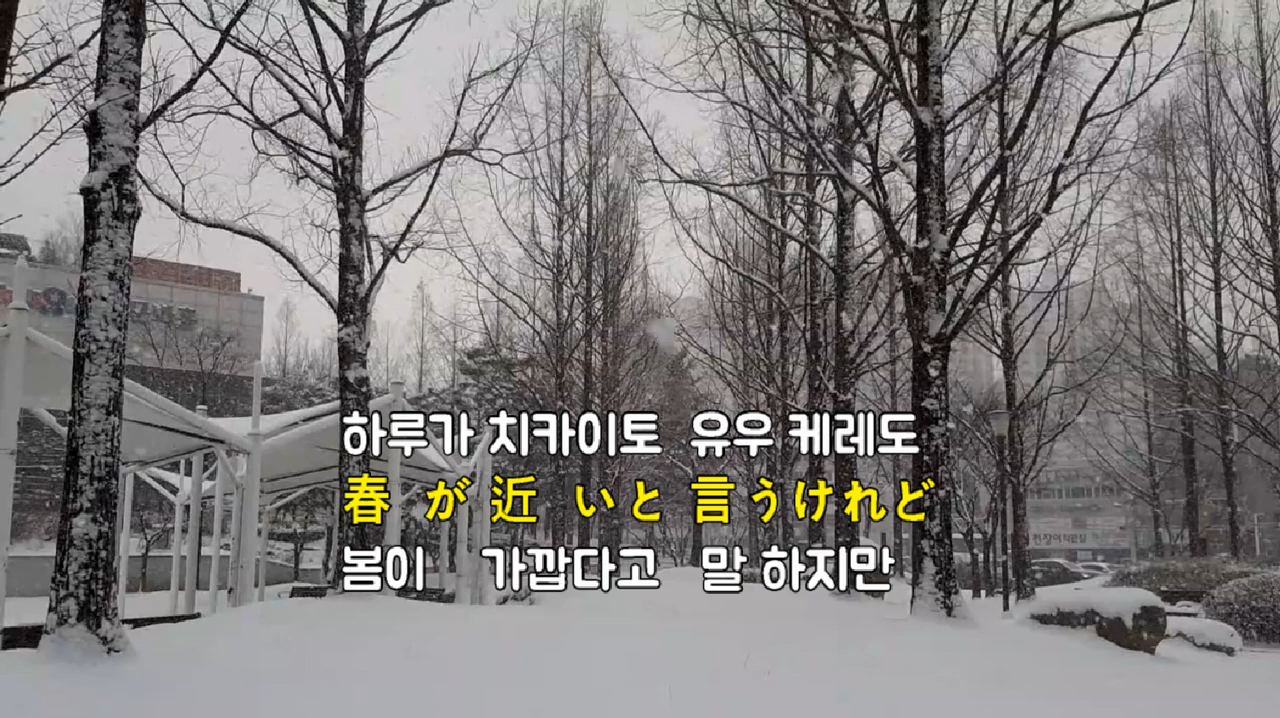 하루가 치카이토 유우 케레도
春 が 近 いと 言うけれど
봄이 가깝다고 말 하지만